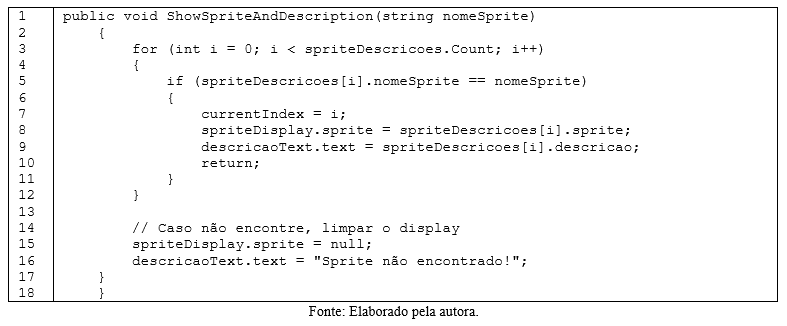 1 public void ShowSpriteAndDescription(string nomeSprite)
2 {
3 for (int i = 0; i < spriteDescricoes.Count; i++)
4 {
5 if (spriteDescricoes[i].nomeSprite == nomeSprite)
6 {
7 currentIndex = i;
8 spriteDisplay.sprite = spriteDescricoes[i].sprite;
9 descricaoText.text = spriteDescricoes[i].descricao;
10 return;
11 }
12 }
13
14 // Caso não encontre, limpar o display
15 spriteDisplay.sprite = null;
16 descricaoText.text = "Sprite não encontrado!";
17 }
18 }
Fonte: Elaborado pela autora.